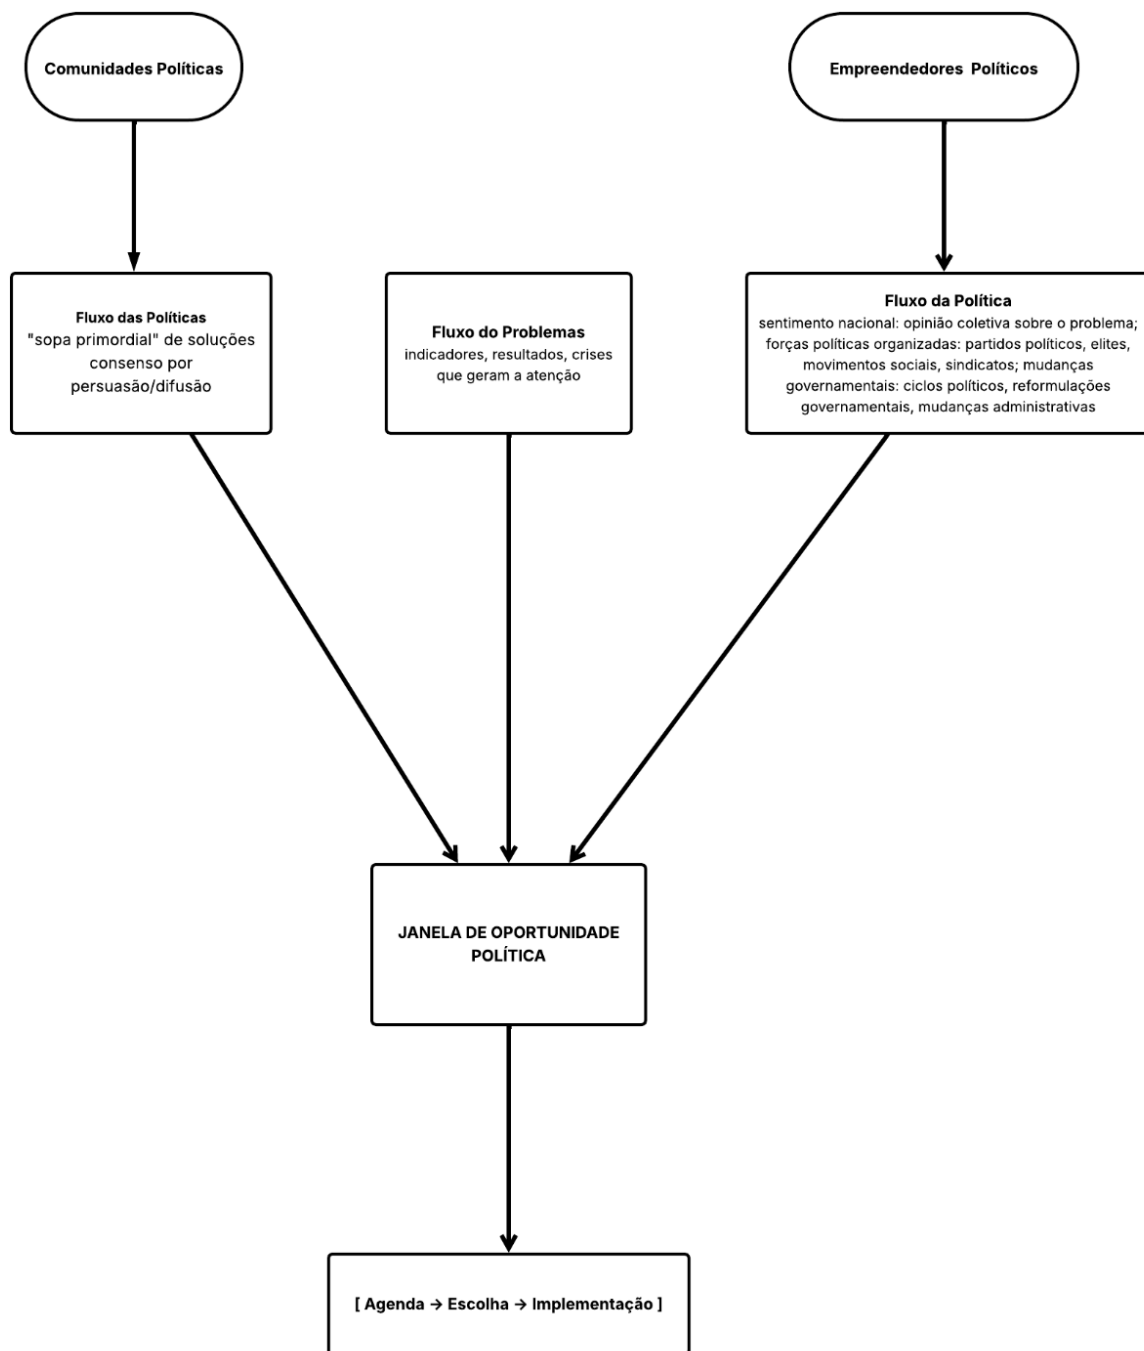 Comunidades Políticas
Empreendedores  Políticos
Fluxo das Políticas
"sopa primordial" de soluções
consenso por
persuasão/difusão
Fluxo do Problemas
indicadores, resultados, crises
que geram a atenção
Fluxo da Política
sentimento nacional: opinião coletiva sobre o problema;
forças políticas organizadas: partidos políticos, elites,
movimentos sociais, sindicatos; mudanças
governamentais: ciclos políticos, reformulações
governamentais, mudanças administrativas
JANELA DE OPORTUNIDADE
POLÍTICA
[ Agenda → Escolha → Implementação ]